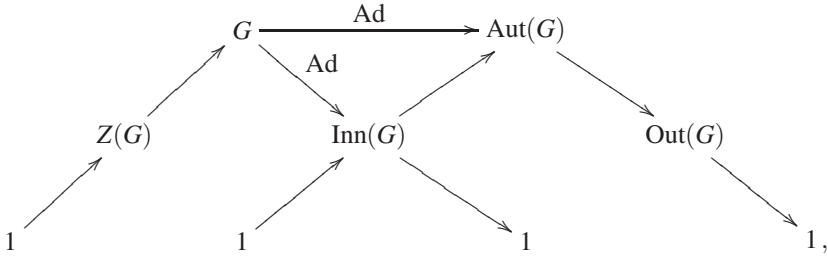 Ad
G Aut(G)
Ad
Z(G) Inn(G) Out(G)
1 1 1 1,